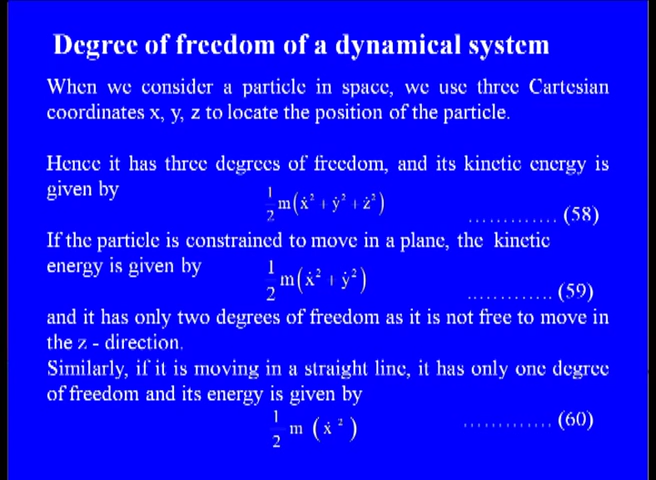 Degree of freedom of a dynamical system
When we consider a particle in space, we use three Cartesian
coordinates x, y, z to locate the position of the particle.
Hence it has three degrees of freedom, and its kinetic energy is
given by
1/2 m(ẋ² + ẏ² + ż²) ............. (58)
If the particle is constrained to move in a plane, the kinetic
energy is given by
1/2 m(ẋ² + ẏ²) ............. (59)
and it has only two degrees of freedom as it is not free to move in
the z - direction.
Similarly, if it is moving in a straight line, it has only one degree
of freedom and its energy is given by
1/2 m (ẋ²) ............. (60)